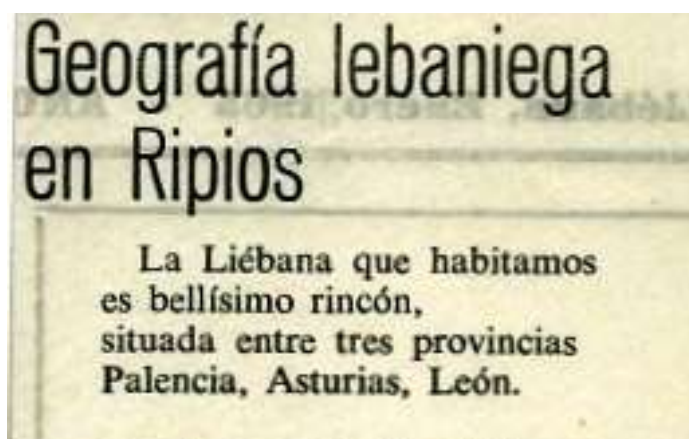 Geografía lebaniega
en Ripios
La Liébana que habitamos
es bellísimo rincón,
situada entre tres provincias
Palencia, Asturias, León.